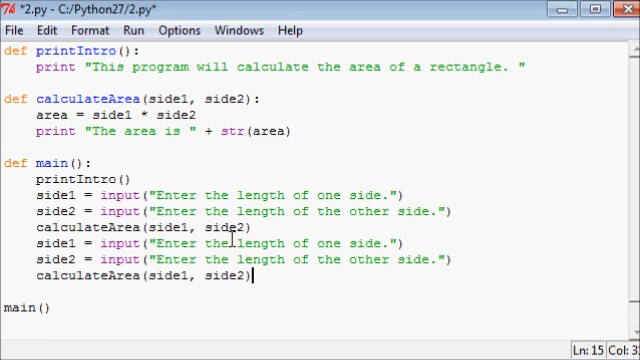 *2.py - C:/Python27/2.py*
File Edit Format Run Options Windows Help
def printIntro():
    print "This program will calculate the area of a rectangle. "
def calculateArea(side1, side2):
    area = side1 * side2
    print "The area is " + str(area)
def main():
    printIntro()
    side1 = input("Enter the length of one side.")
    side2 = input("Enter the length of the other side.")
    calculateArea(side1, side2)
    side1 = input("Enter the length of one side.")
    side2 = input("Enter the length of the other side.")
    calculateArea(side1, side2)
main()
Ln: 15 Col: 3